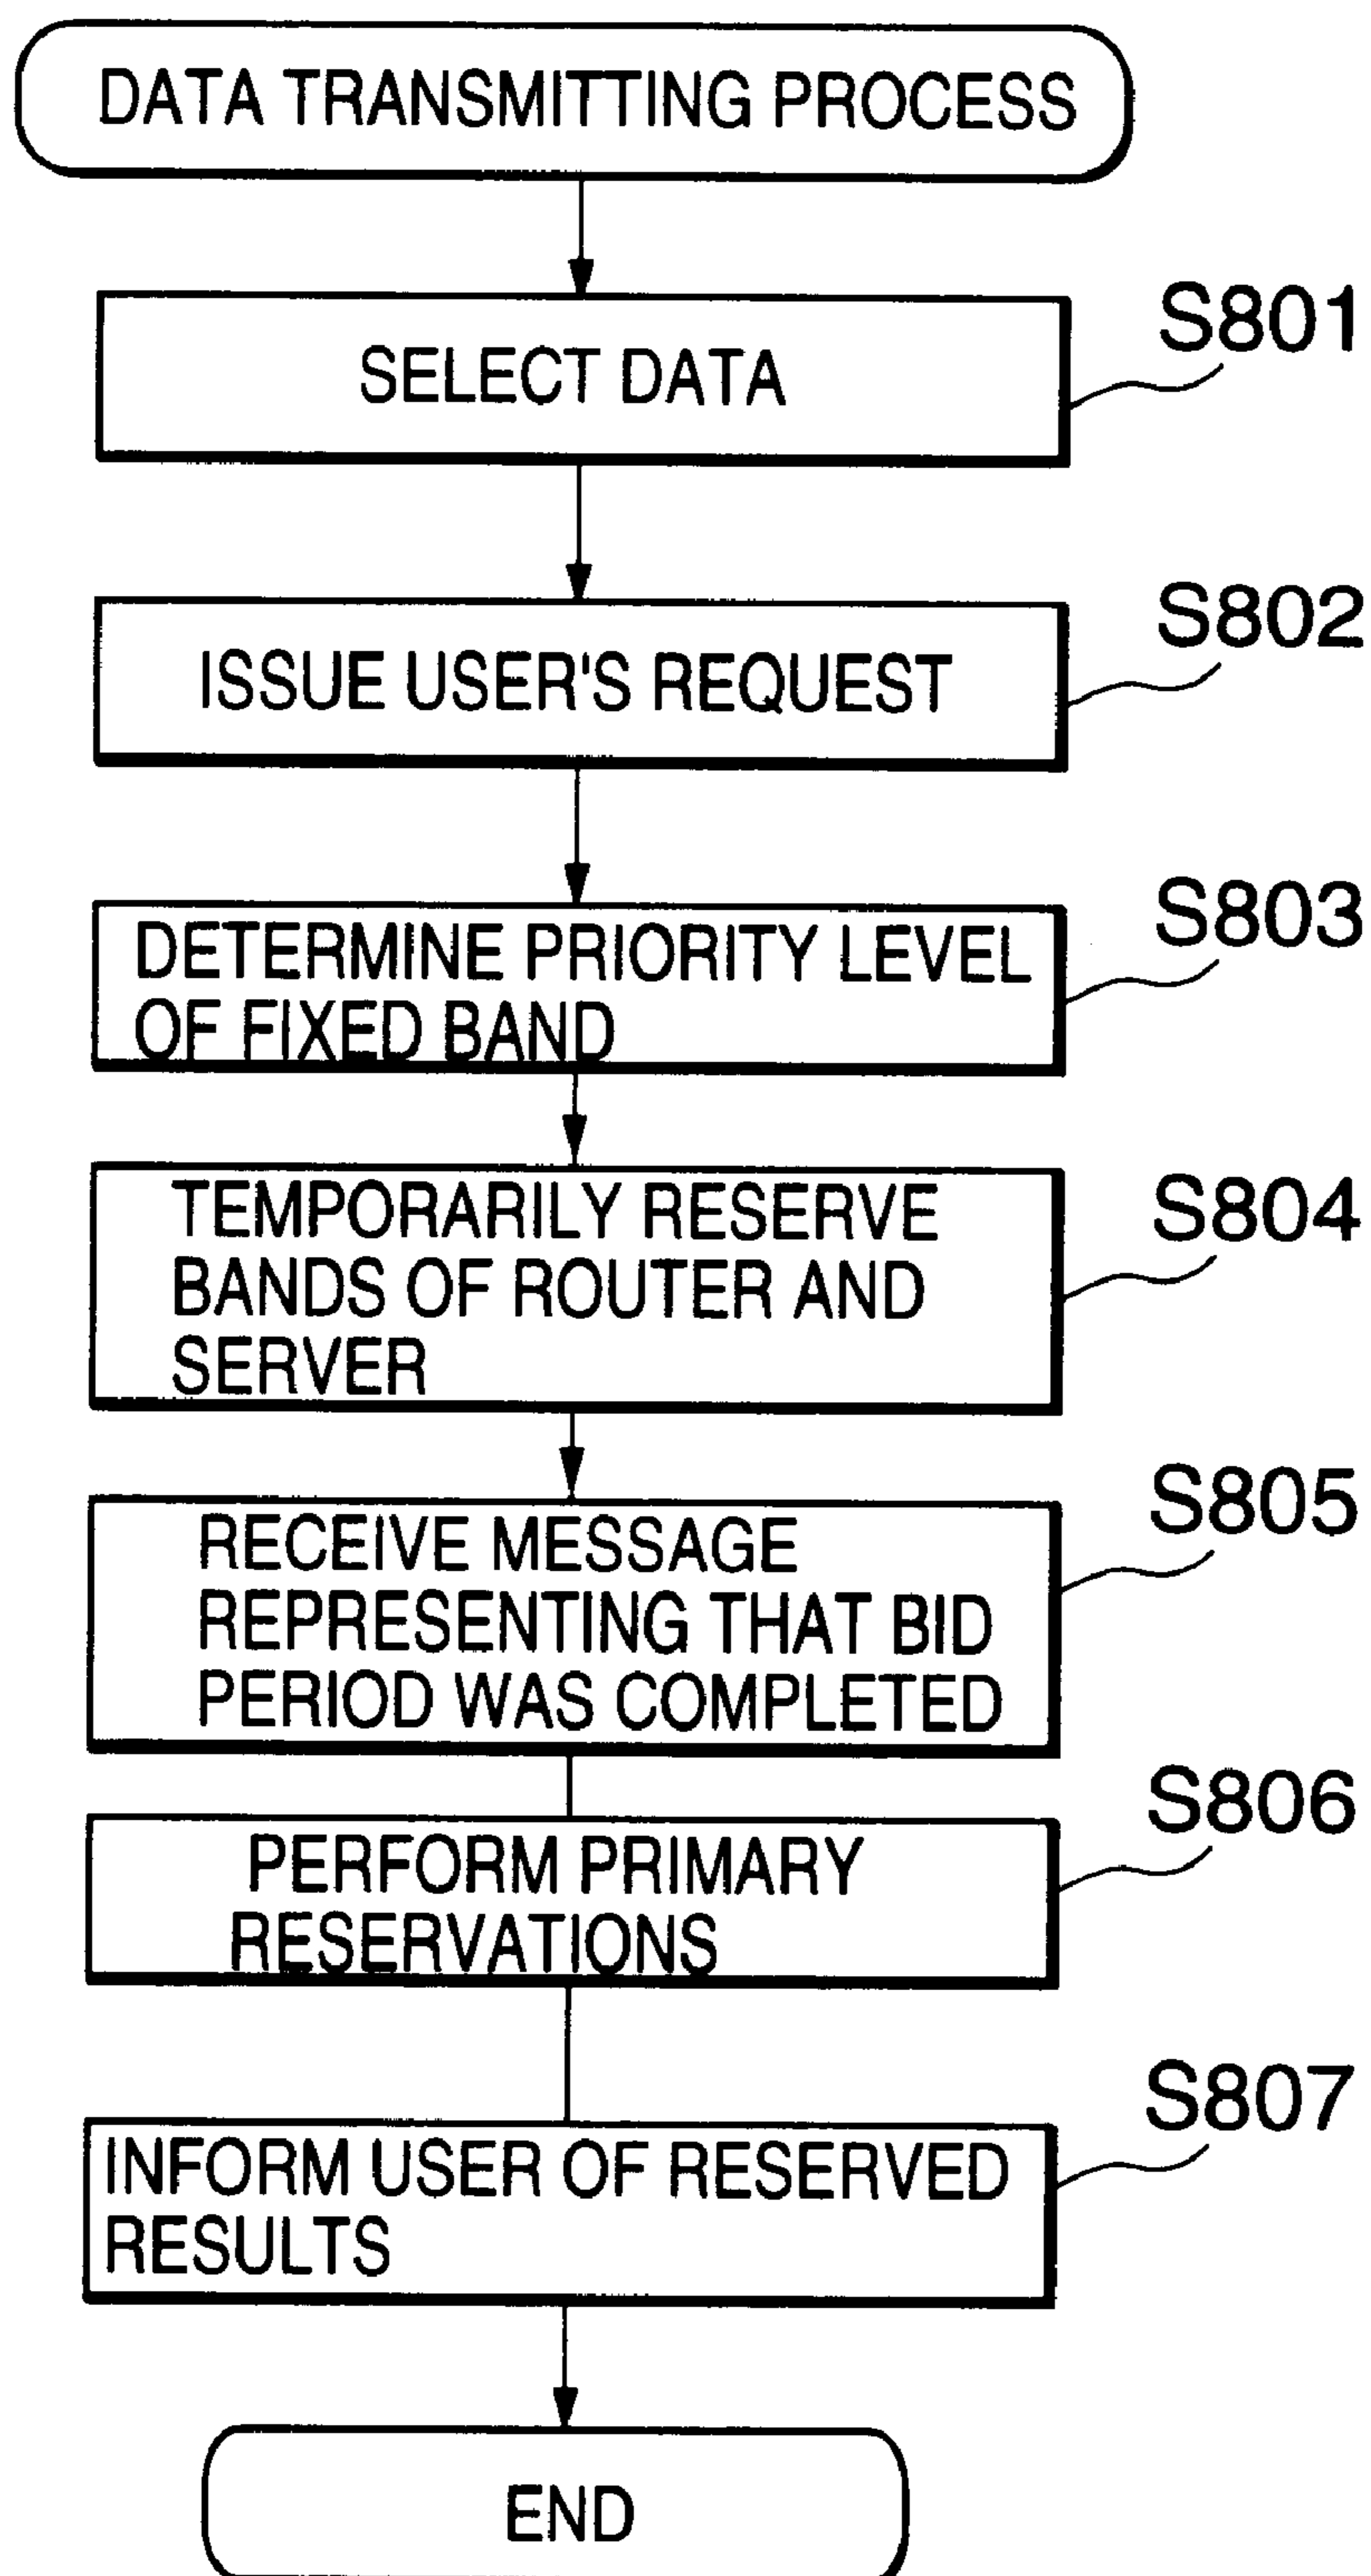 DATA TRANSMITTING PROCESS
SELECT DATA
S801
ISSUE USER'S REQUEST
S802
DETERMINE PRIORITY LEVEL
OF FIXED BAND
S803
TEMPORARILY RESERVE
BANDS OF ROUTER AND
SERVER
S804
RECEIVE MESSAGE
REPRESENTING THAT BID
PERIOD WAS COMPLETED
S805
PERFORM PRIMARY
RESERVATIONS
S806
INFORM USER OF RESERVED
RESULTS
S807
END